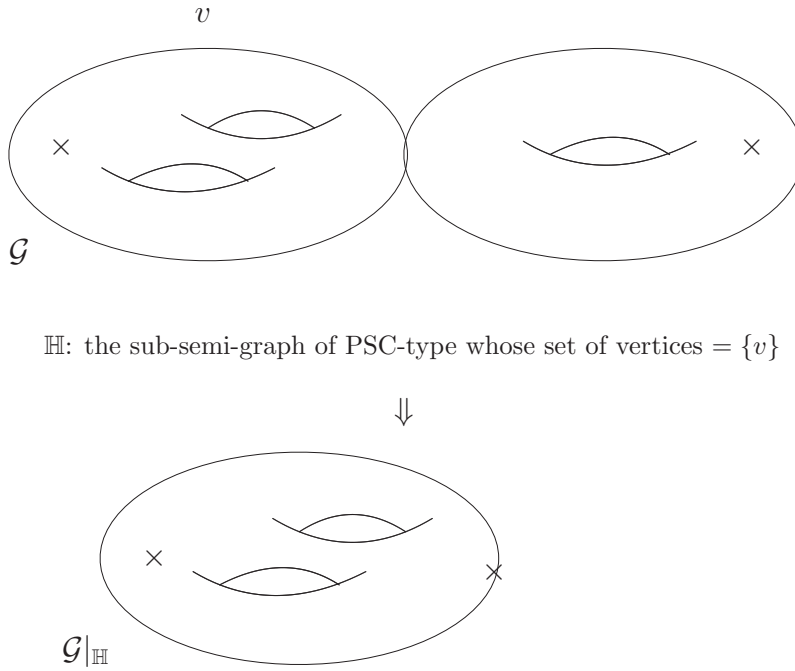 v
𝒢
ℍ: the sub-semi-graph of PSC-type whose set of vertices = {v}
⇓
𝒢|ℍ